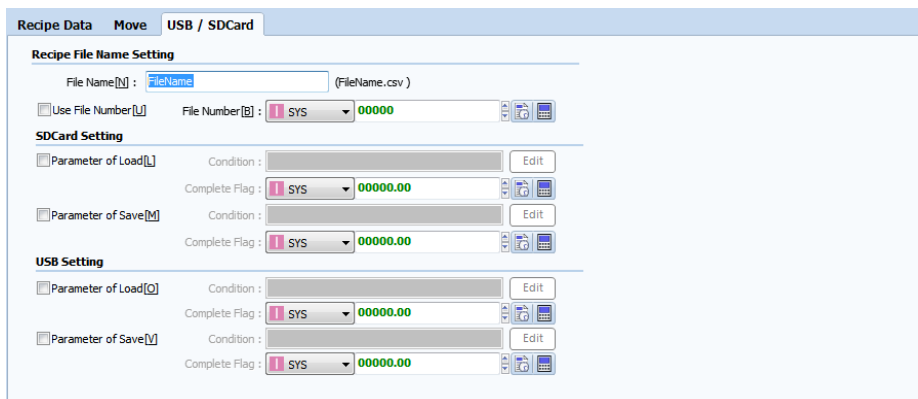 Recipe Data Move USB / SDCard
Recipe File Name Setting
File Name[N] : FileName (FileName.csv )
Use File Number[U] File Number[B] : I SYS 00000
SDCard Setting
Parameter of Load[L] Condition : Edit
Complete Flag : I SYS 00000.00
Parameter of Save[M] Condition : Edit
Complete Flag : I SYS 00000.00
USB Setting
Parameter of Load[O] Condition : Edit
Complete Flag : I SYS 00000.00
Parameter of Save[V] Condition : Edit
Complete Flag : I SYS 00000.00